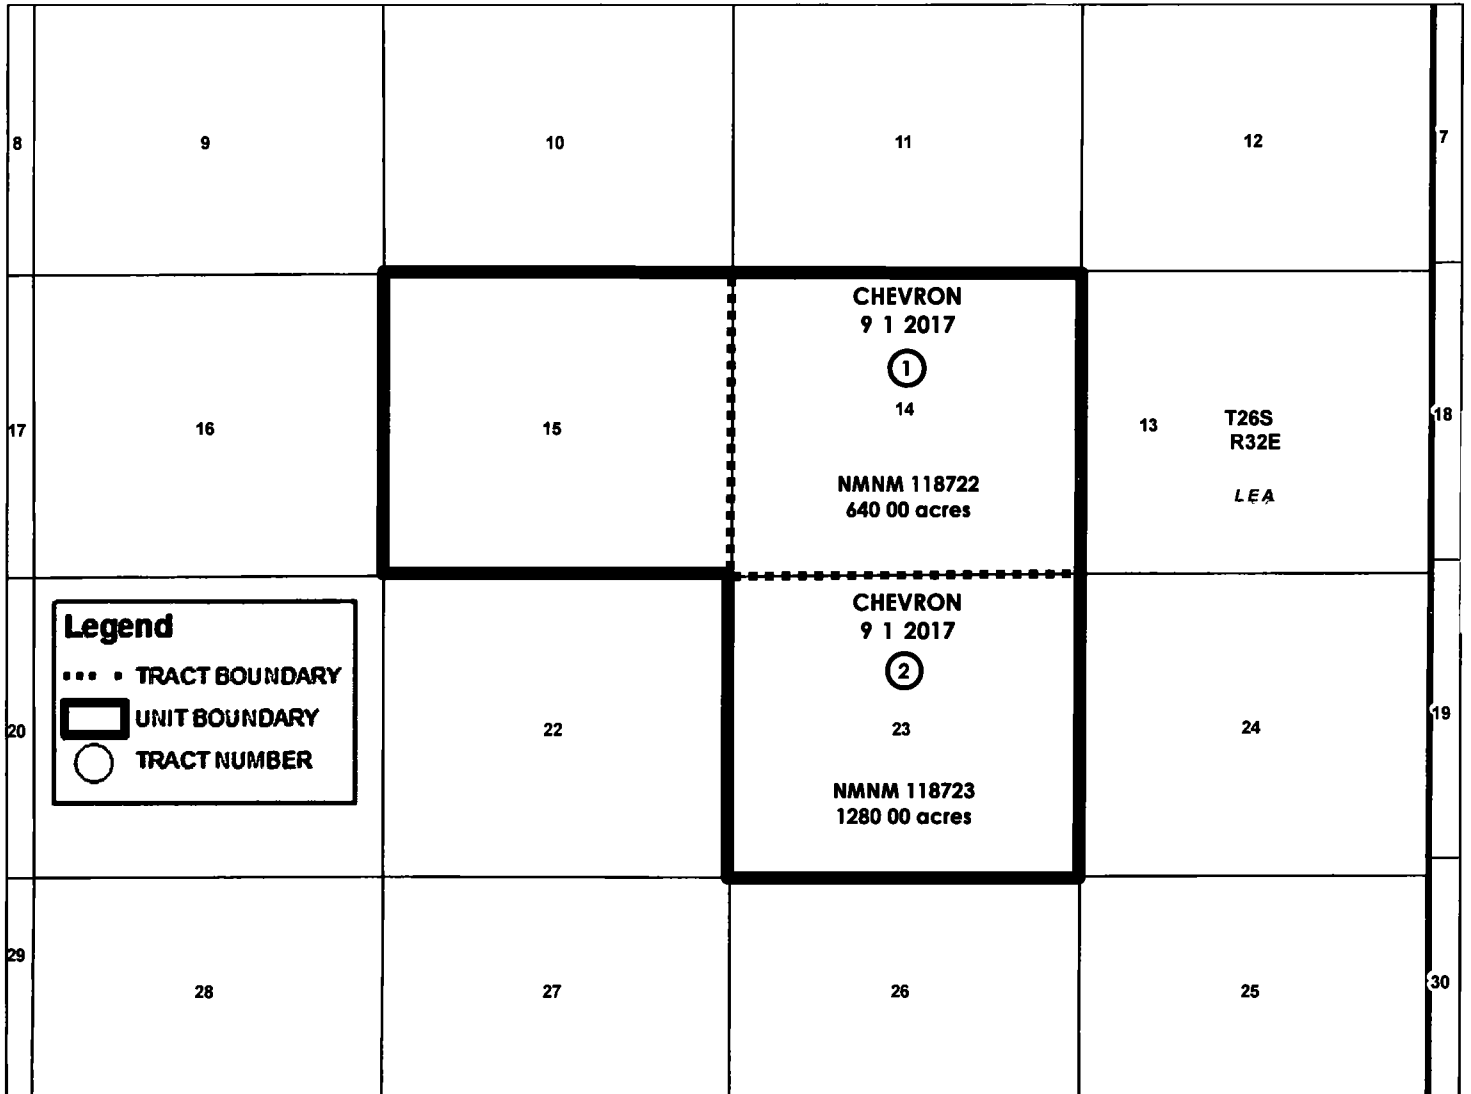 8
9
10
11
12
7
CHEVRON
9 1 2017
1
14
NMNM 118722
640 00 acres
17
16
15
13
T26S
R32E
LEA
18
Legend
TRACT BOUNDARY
UNIT BOUNDARY
TRACT NUMBER
CHEVRON
9 1 2017
2
20
22
23
24
19
NMNM 118723
1280 00 acres
29
28
27
26
25
30